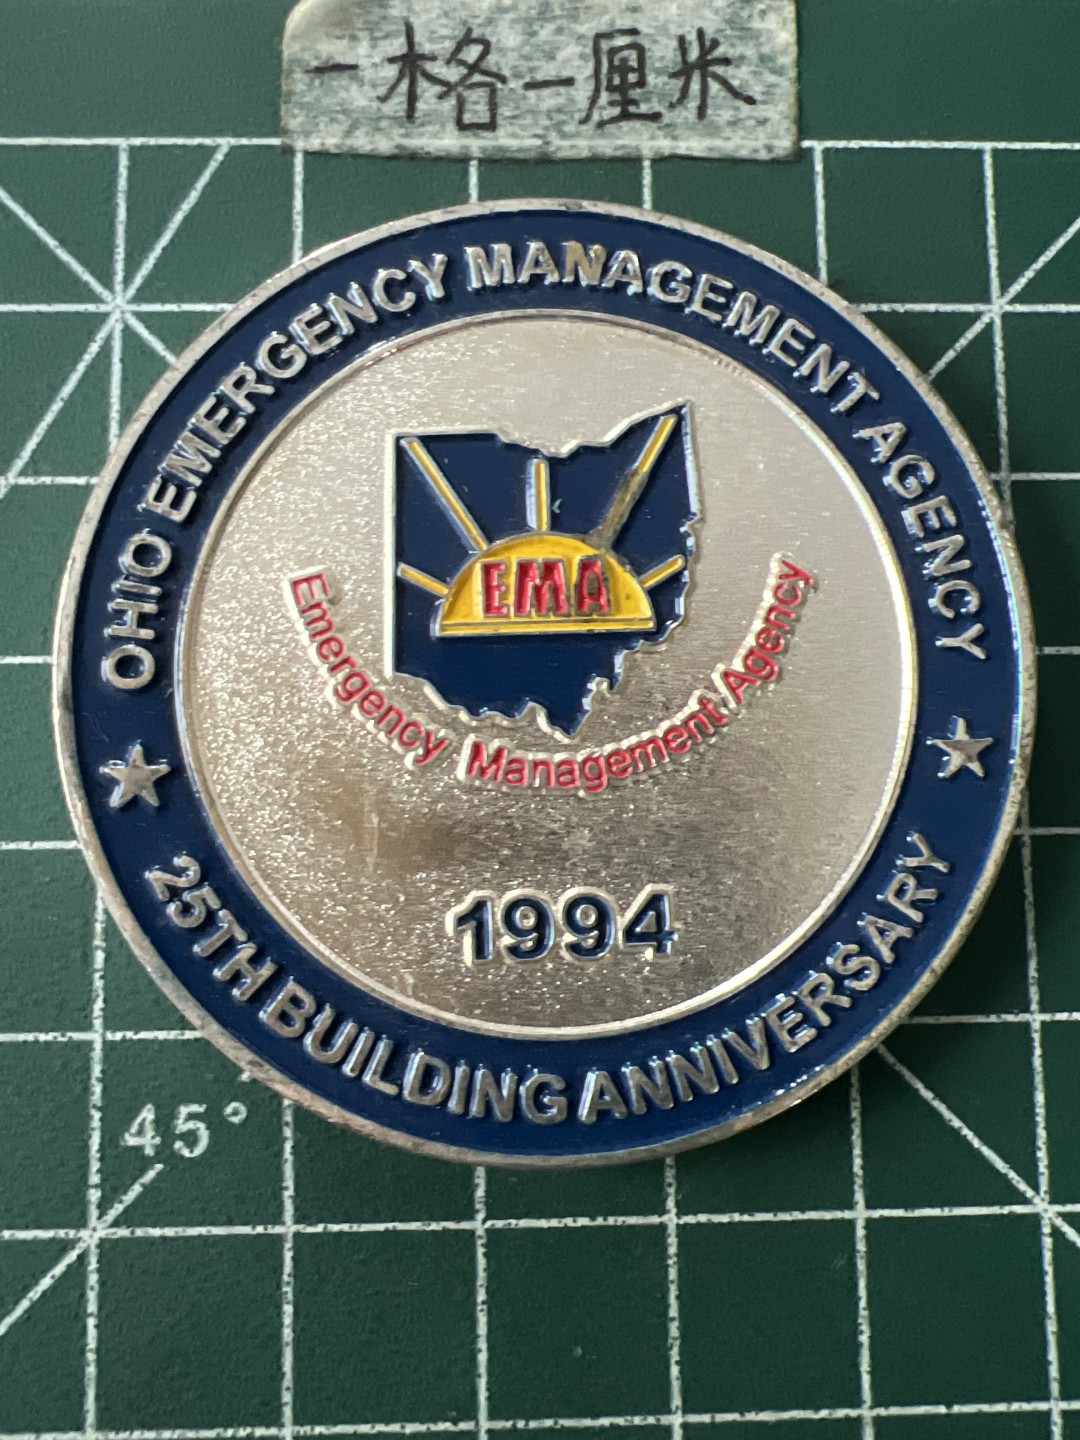 一格一厘米
OHIO EMERGENCY MANAGEMENT AGENCY
EMA
Emergency Management Agency
1994
25TH BUILDING ANNIVERSARY
45°